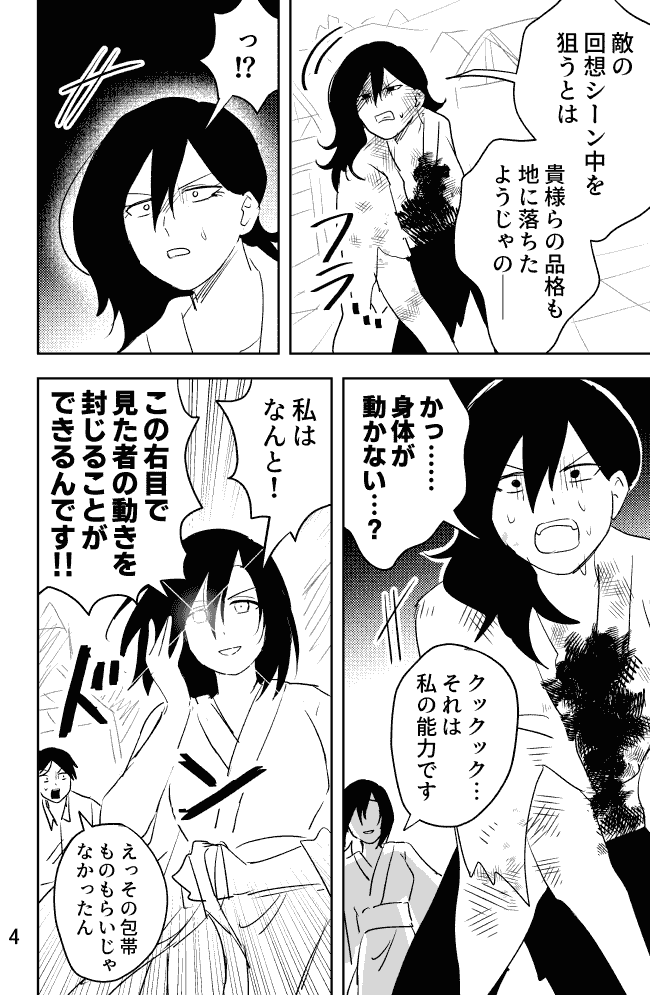 敵の
回想シーン中を
狙うとは
貴様らの品格も
地に落ちた
ようじゃの――
フラ
っ!?
かっ……
身体が
動かない…?
クックック…
それは
私の能力です
私は
なんと!
この右目で
見た者の動きを
封じることが
できるんです!!
ドン
えっその包帯
ものもらいじゃ
なかったん
4